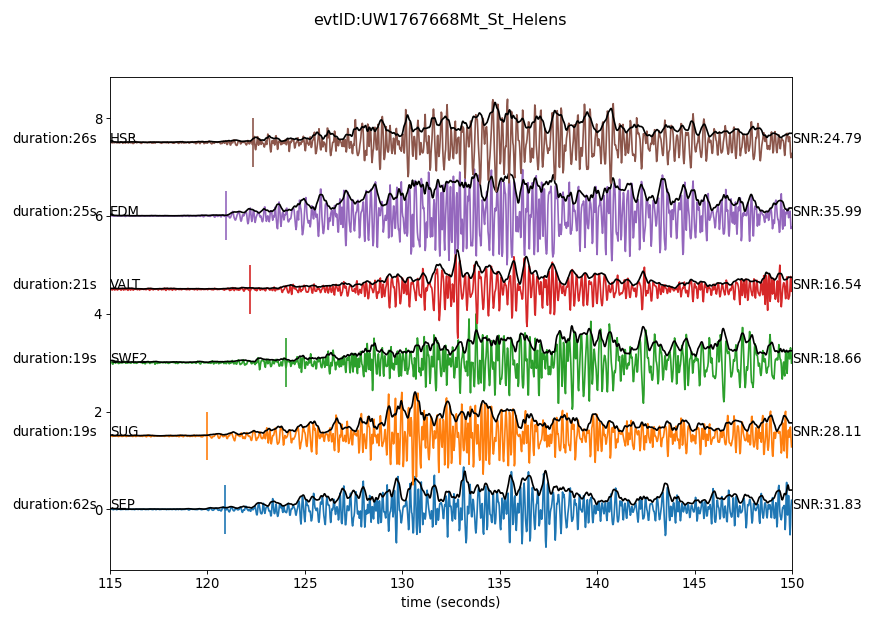 evtID:UW1767668Mt_St_Helens
8
duration:26s HSR SNR:24.79
duration:25s EDM SNR:35.99
6
duration:21s VALT SNR:16.54
4
duration:19s SWF2 SNR:18.66
2
duration:19s SUG SNR:28.11
duration:62s SEP SNR:31.83
0
115 120 125 130 135 140 145 150
time (seconds)